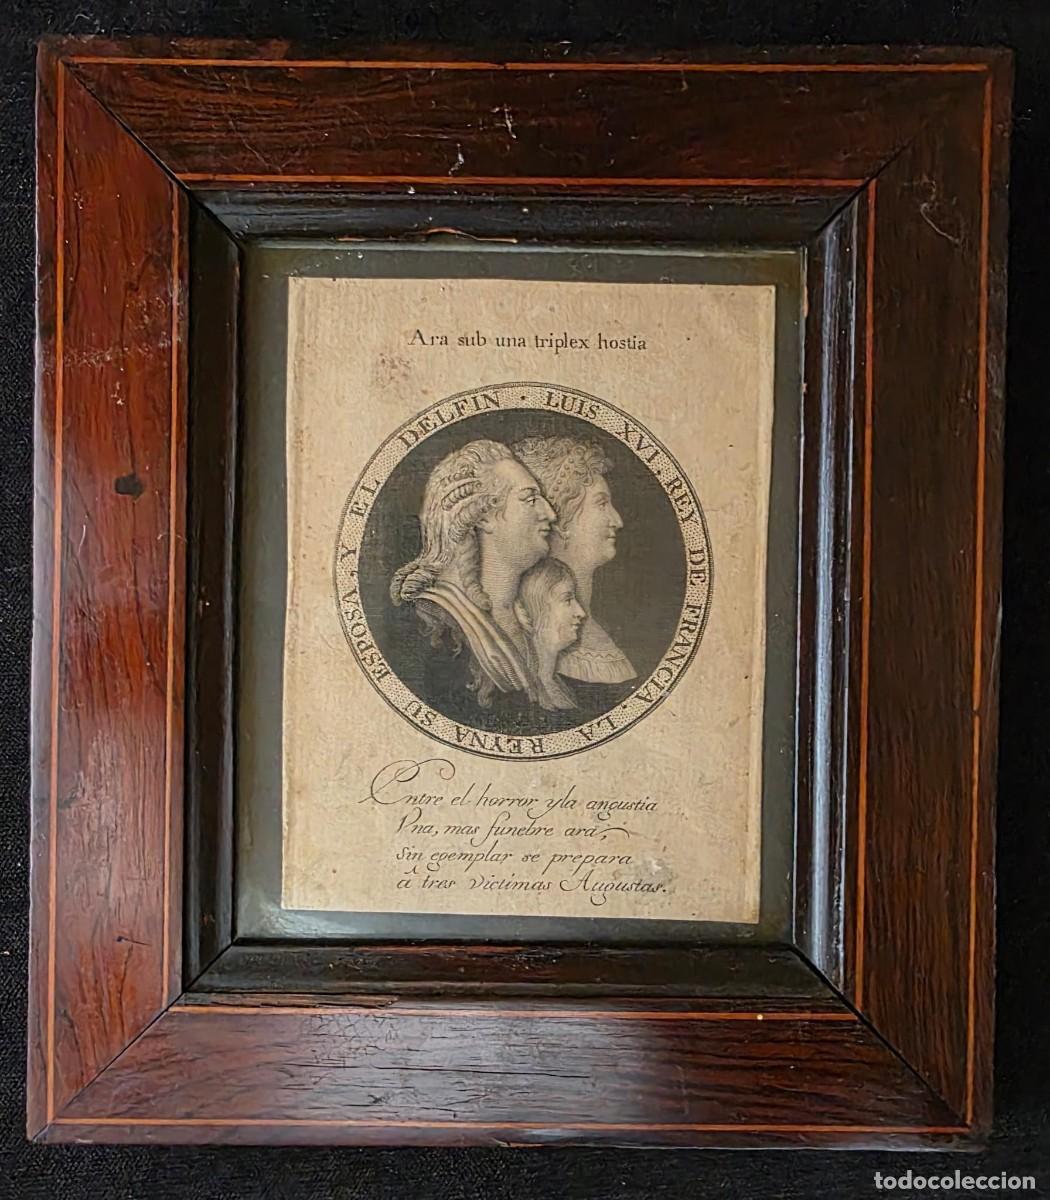 Ara sub una triplex hostia
LUIS XVI. REY DE FRANCIA. LA REYNA SU ESPOSA. Y EL DELFIN ·
Entre el horror y la angustia
Vna, mas funebre ara,
sin egemplar se prepara
â tres victimas Augustas.
todocoleccion